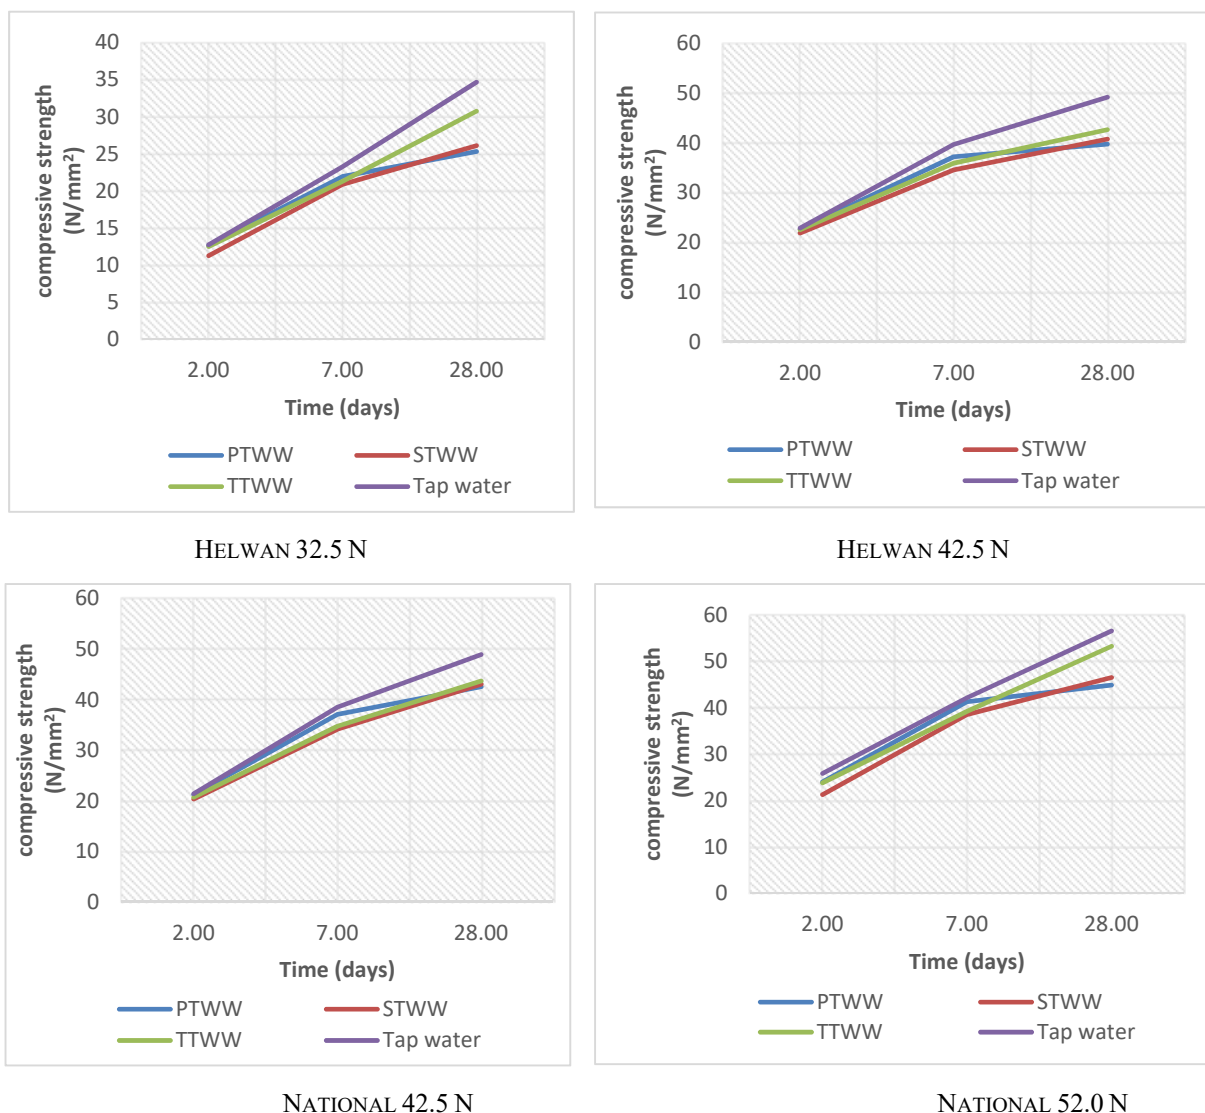 40
35
30
25
20
15
10
5
0
compressive strength
(N/mm²)
2.00 7.00 28.00
Time (days)
PTWW STWW
TTWW Tap water
HELWAN 32.5 N
60
50
40
30
20
10
0
compressive strength
(N/mm²)
2.00 7.00 28.00
Time (days)
PTWW STWW
TTWW Tap water
HELWAN 42.5 N
60
50
40
30
20
10
0
compressive strength
(N/mm²)
2.00 7.00 28.00
Time (days)
PTWW STWW
TTWW Tap water
NATIONAL 42.5 N
60
50
40
30
20
10
0
compressive strength
(N/mm²)
2.00 7.00 28.00
Time (days)
PTWW STWW
TTWW Tap water
NATIONAL 52.0 N